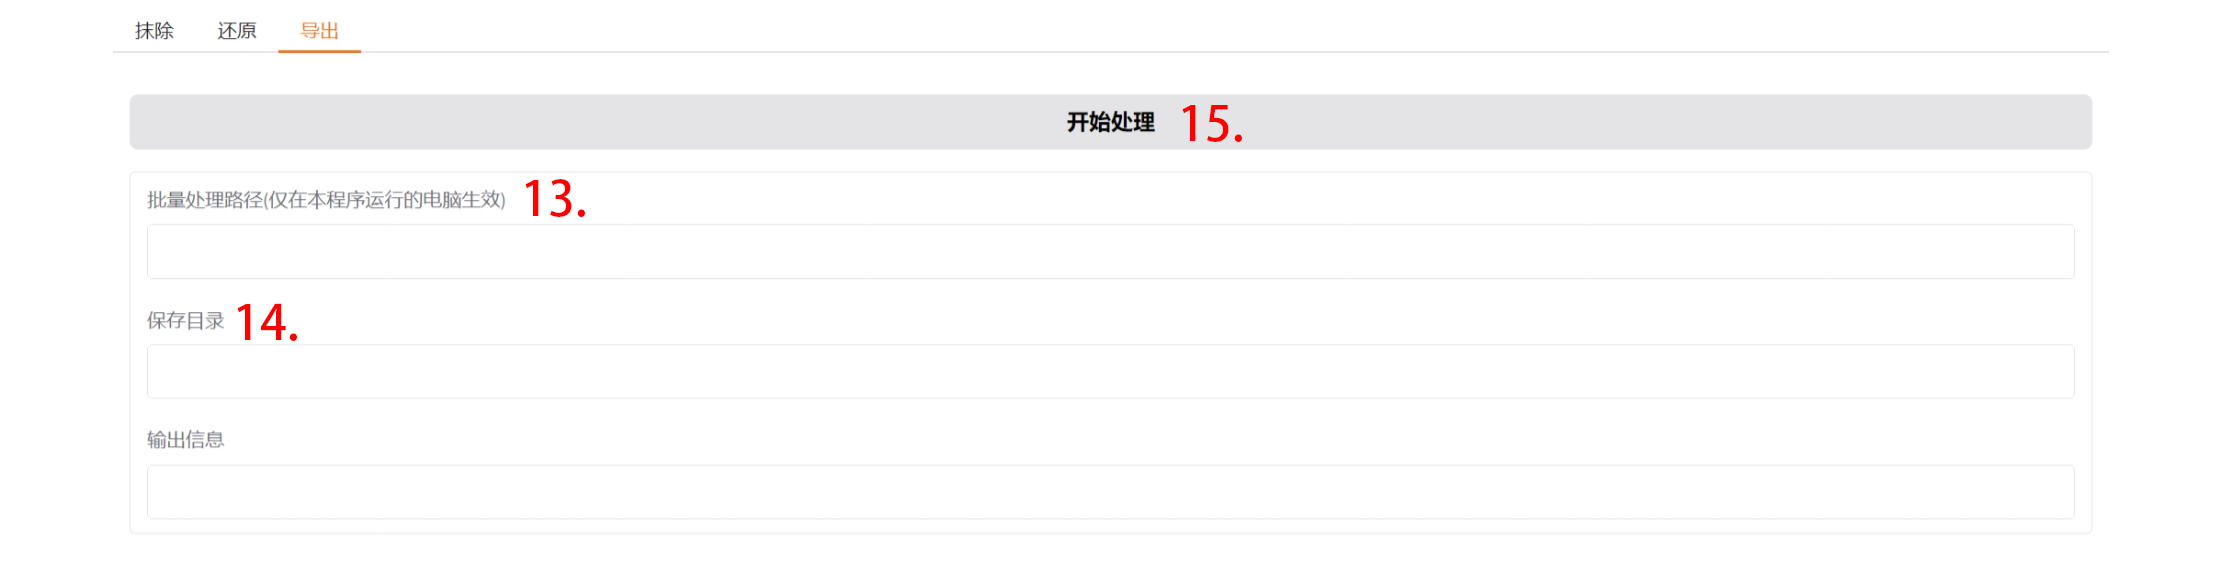 抹除 还原 导出
开始处理 15.
批量处理路径(仅在本程序运行的电脑生效) 13.
保存目录 14.
输出信息